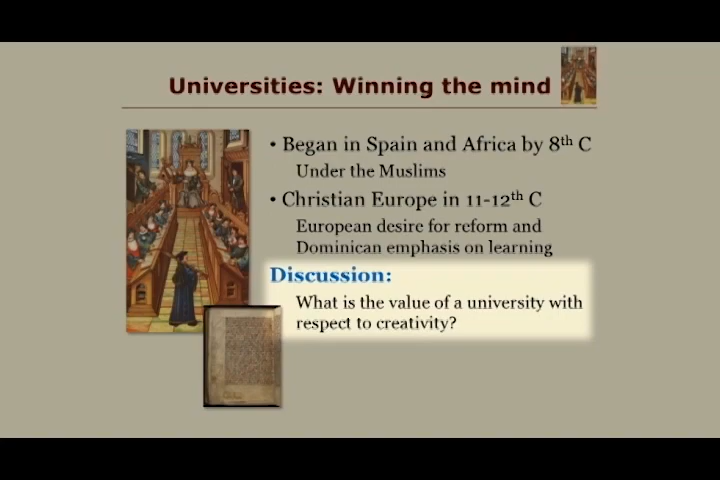 Universities: Winning the mind
• Began in Spain and Africa by 8th C
Under the Muslims
• Christian Europe in 11-12th C
European desire for reform and
Dominican emphasis on learning
Discussion:
What is the value of a university with
respect to creativity?